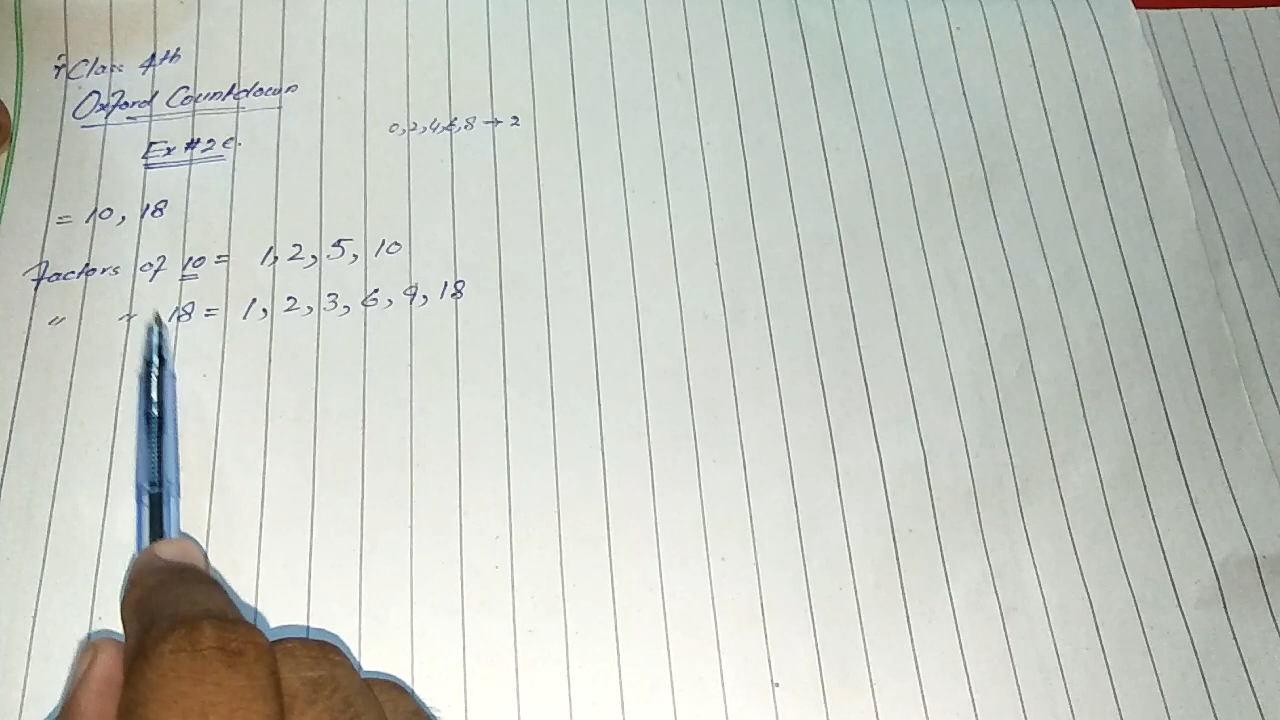 Class 4th
Oxford Countdown
Ex # 2c.
0,2,4,6,8 → 2
= 10, 18
Factors of 10 = 1, 2, 5, 10
" " 18 = 1, 2, 3, 6, 9, 18